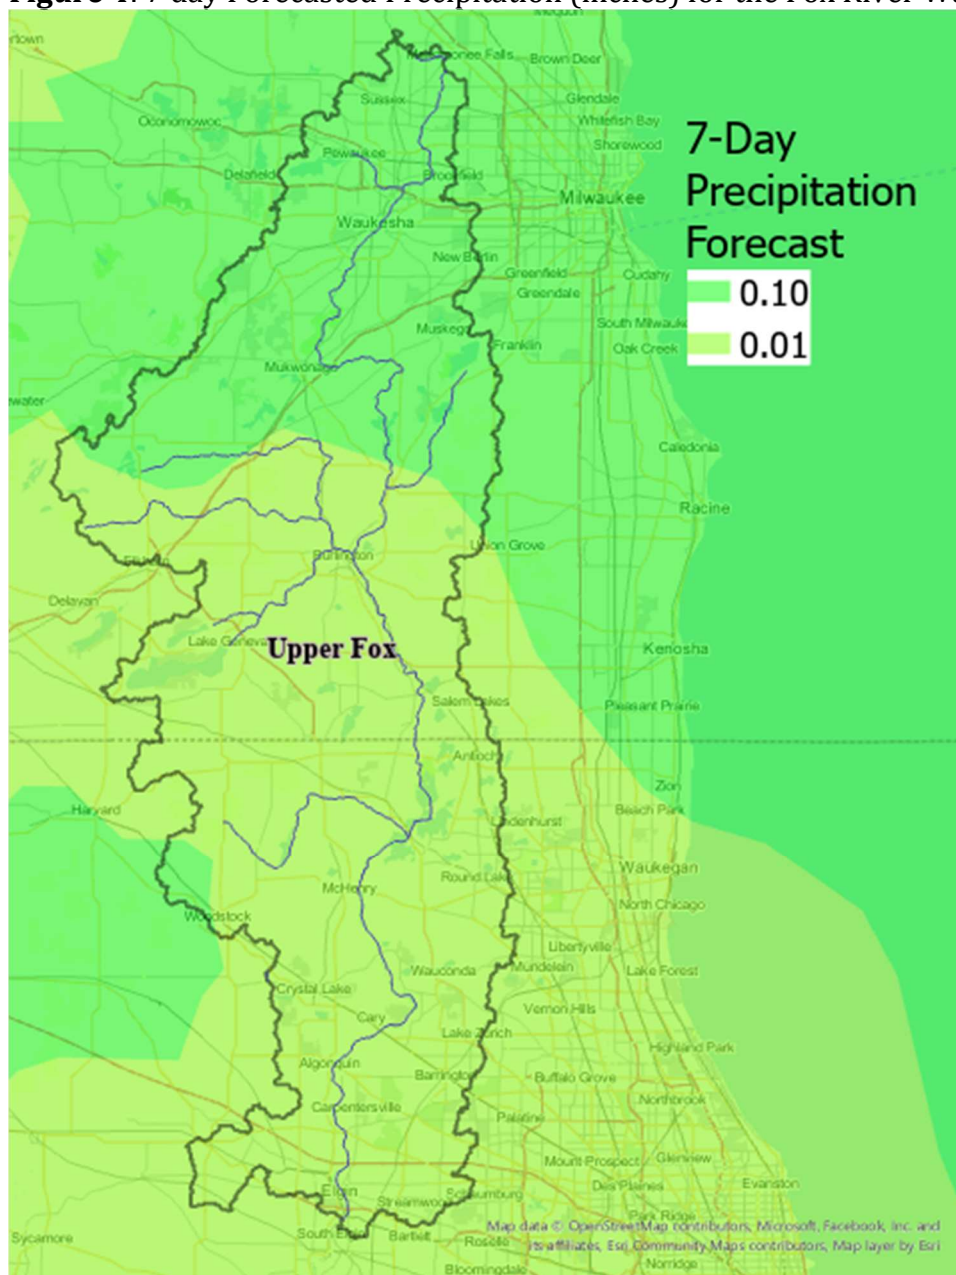 7-Day
Precipitation
Forecast
0.10
0.01
Brown Deer
Sussex
Glendale
Oconomowoc
Whitefish Bay
Shorewood
Pewaukee
Delafield
Brookfield
Milwaukee
Waukesha
New Berlin
Greenfield
Cudahy
Greendale
South Milwauke
Muskego
Franklin
Oak Creek
Mukwonago
Caledonia
Racine
Union Grove
Burlington
Delavan
Lake Geneva
Upper Fox
Kenosha
Salem Lakes
Pleasant Prairie
Antioch
Zion
Harvard
Beach Park
Lindenhurst
Waukegan
Round Lake
McHenry
North Chicago
Woodstock
Libertyville
Wauconda
Mundelein
Lake Forest
Crystal Lake
Vernon Hills
Cary
Lake Zurich
Highland Park
Algonquin
Barrington
Buffalo Grove
Northbrook
Carpentersville
Palatine
Mount Prospect
Glenview
Des Plaines
Evanston
Elgin
Streamwood
Schaumburg
Park Ridge
Map data © OpenStreetMap contributors, Microsoft, Facebook, Inc. and
its affiliates, Esri Community Maps contributors, Map layer by Esri
South Elgin
Bartlett
Roselle
Sycamore
Norridge
Bloomingdale